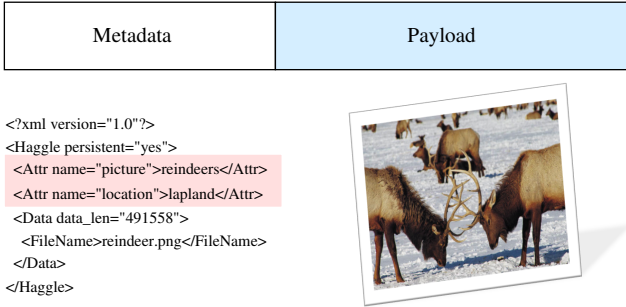 Metadata
Payload
<?xml version="1.0"?>
<Haggle persistent="yes">
<Attr name="picture">reindeers</Attr>
<Attr name="location">lapland</Attr>
<Data data_len="491558">
<FileName>reindeer.png</FileName>
</Data>
</Haggle>